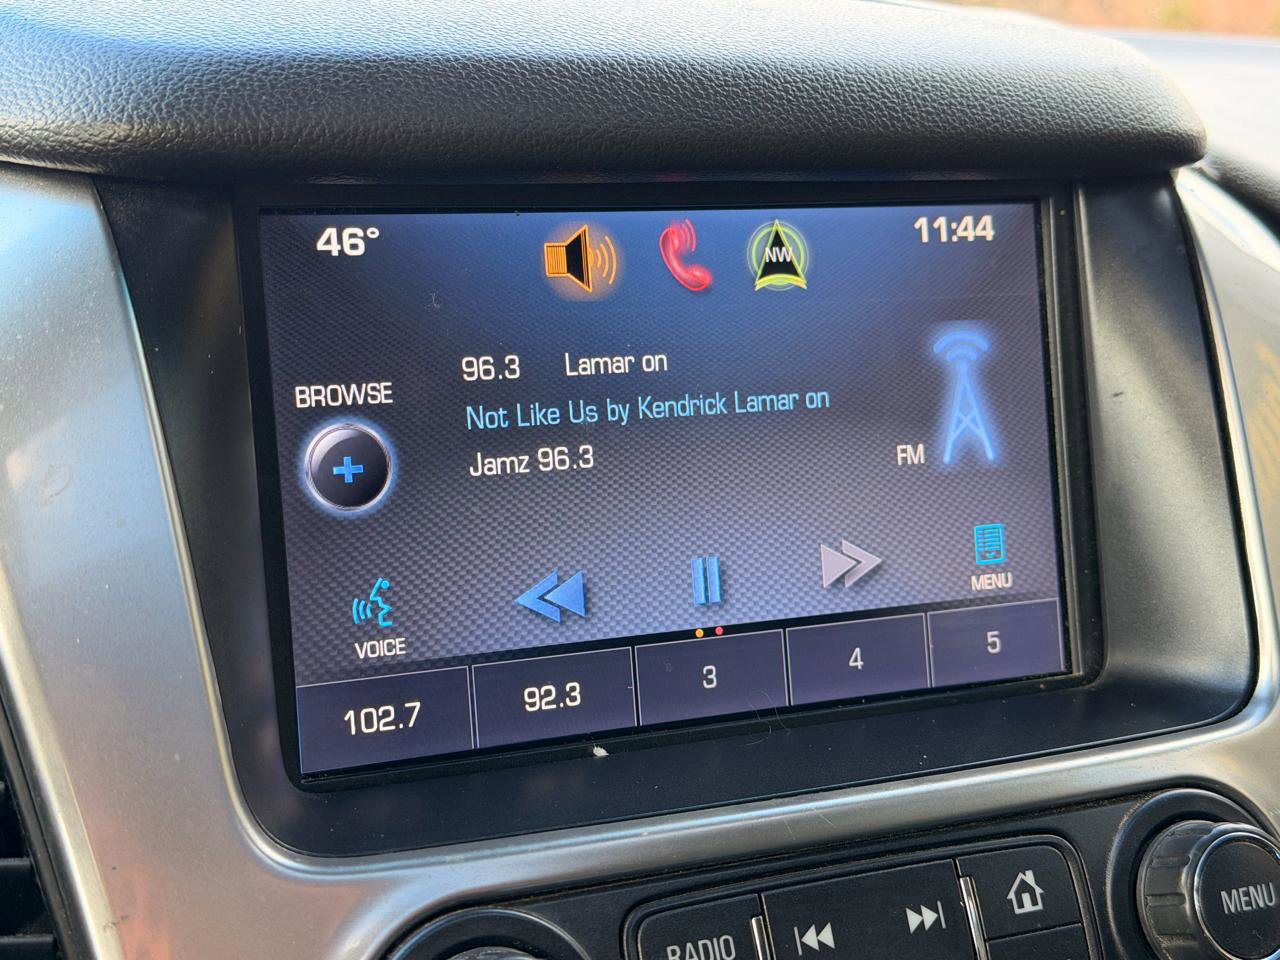 46°
NW
11:44
96.3 Lamar on
BROWSE
Not Like Us by Kendrick Lamar on
Jamz 96.3
FM
MENU
VOICE
102.7
92.3
3
4
5
RADIO
MENU